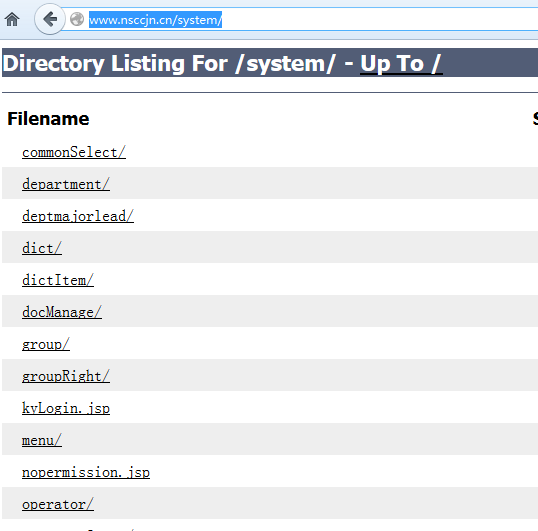 www.nsccjn.cn/system/
Directory Listing For /system/ - Up To /
Filename
commonSelect/
department/
deptmajorlead/
dict/
dictItem/
docManage/
group/
groupRight/
kyLogin.jsp
menu/
nopermission.jsp
operator/